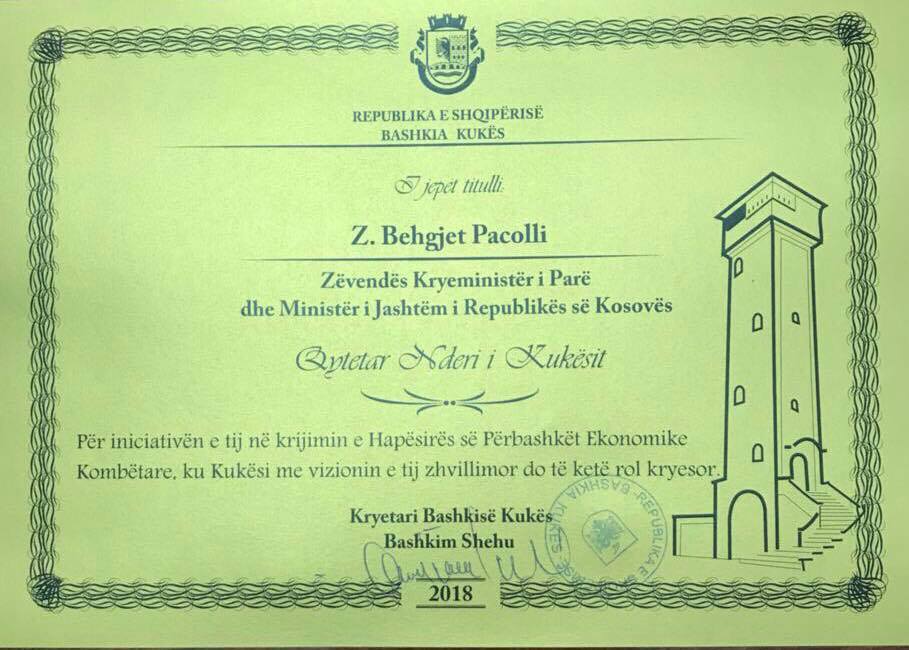 REPUBLIKA E SHQIPËRISË
BASHKIA KUKËS
I jepet titulli:
Z. Behgjet Pacolli
Zëvendës Kryeministër i Parë
dhe Ministër i Jashtëm i Republikës së Kosovës
Qytetar Nderi i Kukësit
Për iniciativën e tij në krijimin e Hapësirës së Përbashkët Ekonomike
Kombëtare, ku Kukësi me vizionin e tij zhvillimor do të ketë rol kryesor.
Kryetari Bashkisë Kukës
Bashkim Shehu
2018